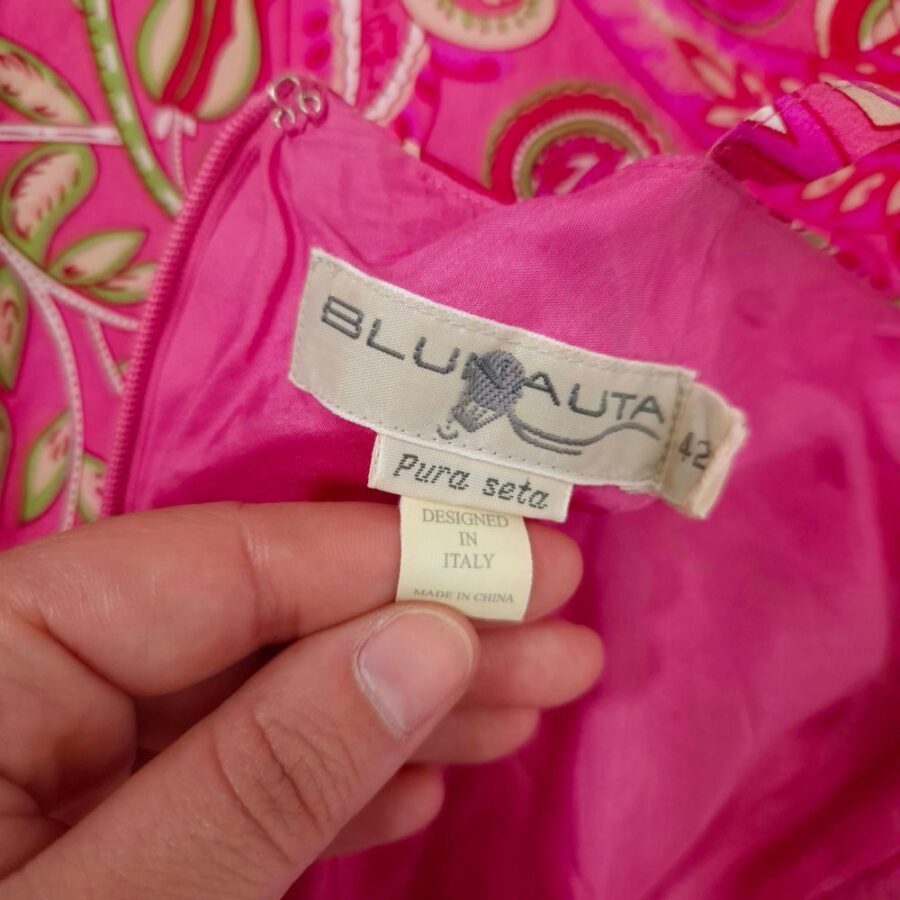 BLUNAUTA
42
Pura seta
DESIGNED
IN
ITALY
MADE IN CHINA